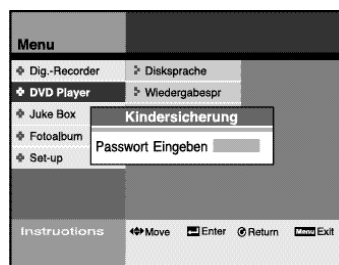 Menu
Dig.-Recorder
Disksprache
DVD Player
Wiedergabespr
Juke Box
Kindersicherung
Fotoalbum
Passwort Eingeben
Set-up
Instructions
Move
Enter
Return
Menu Exit